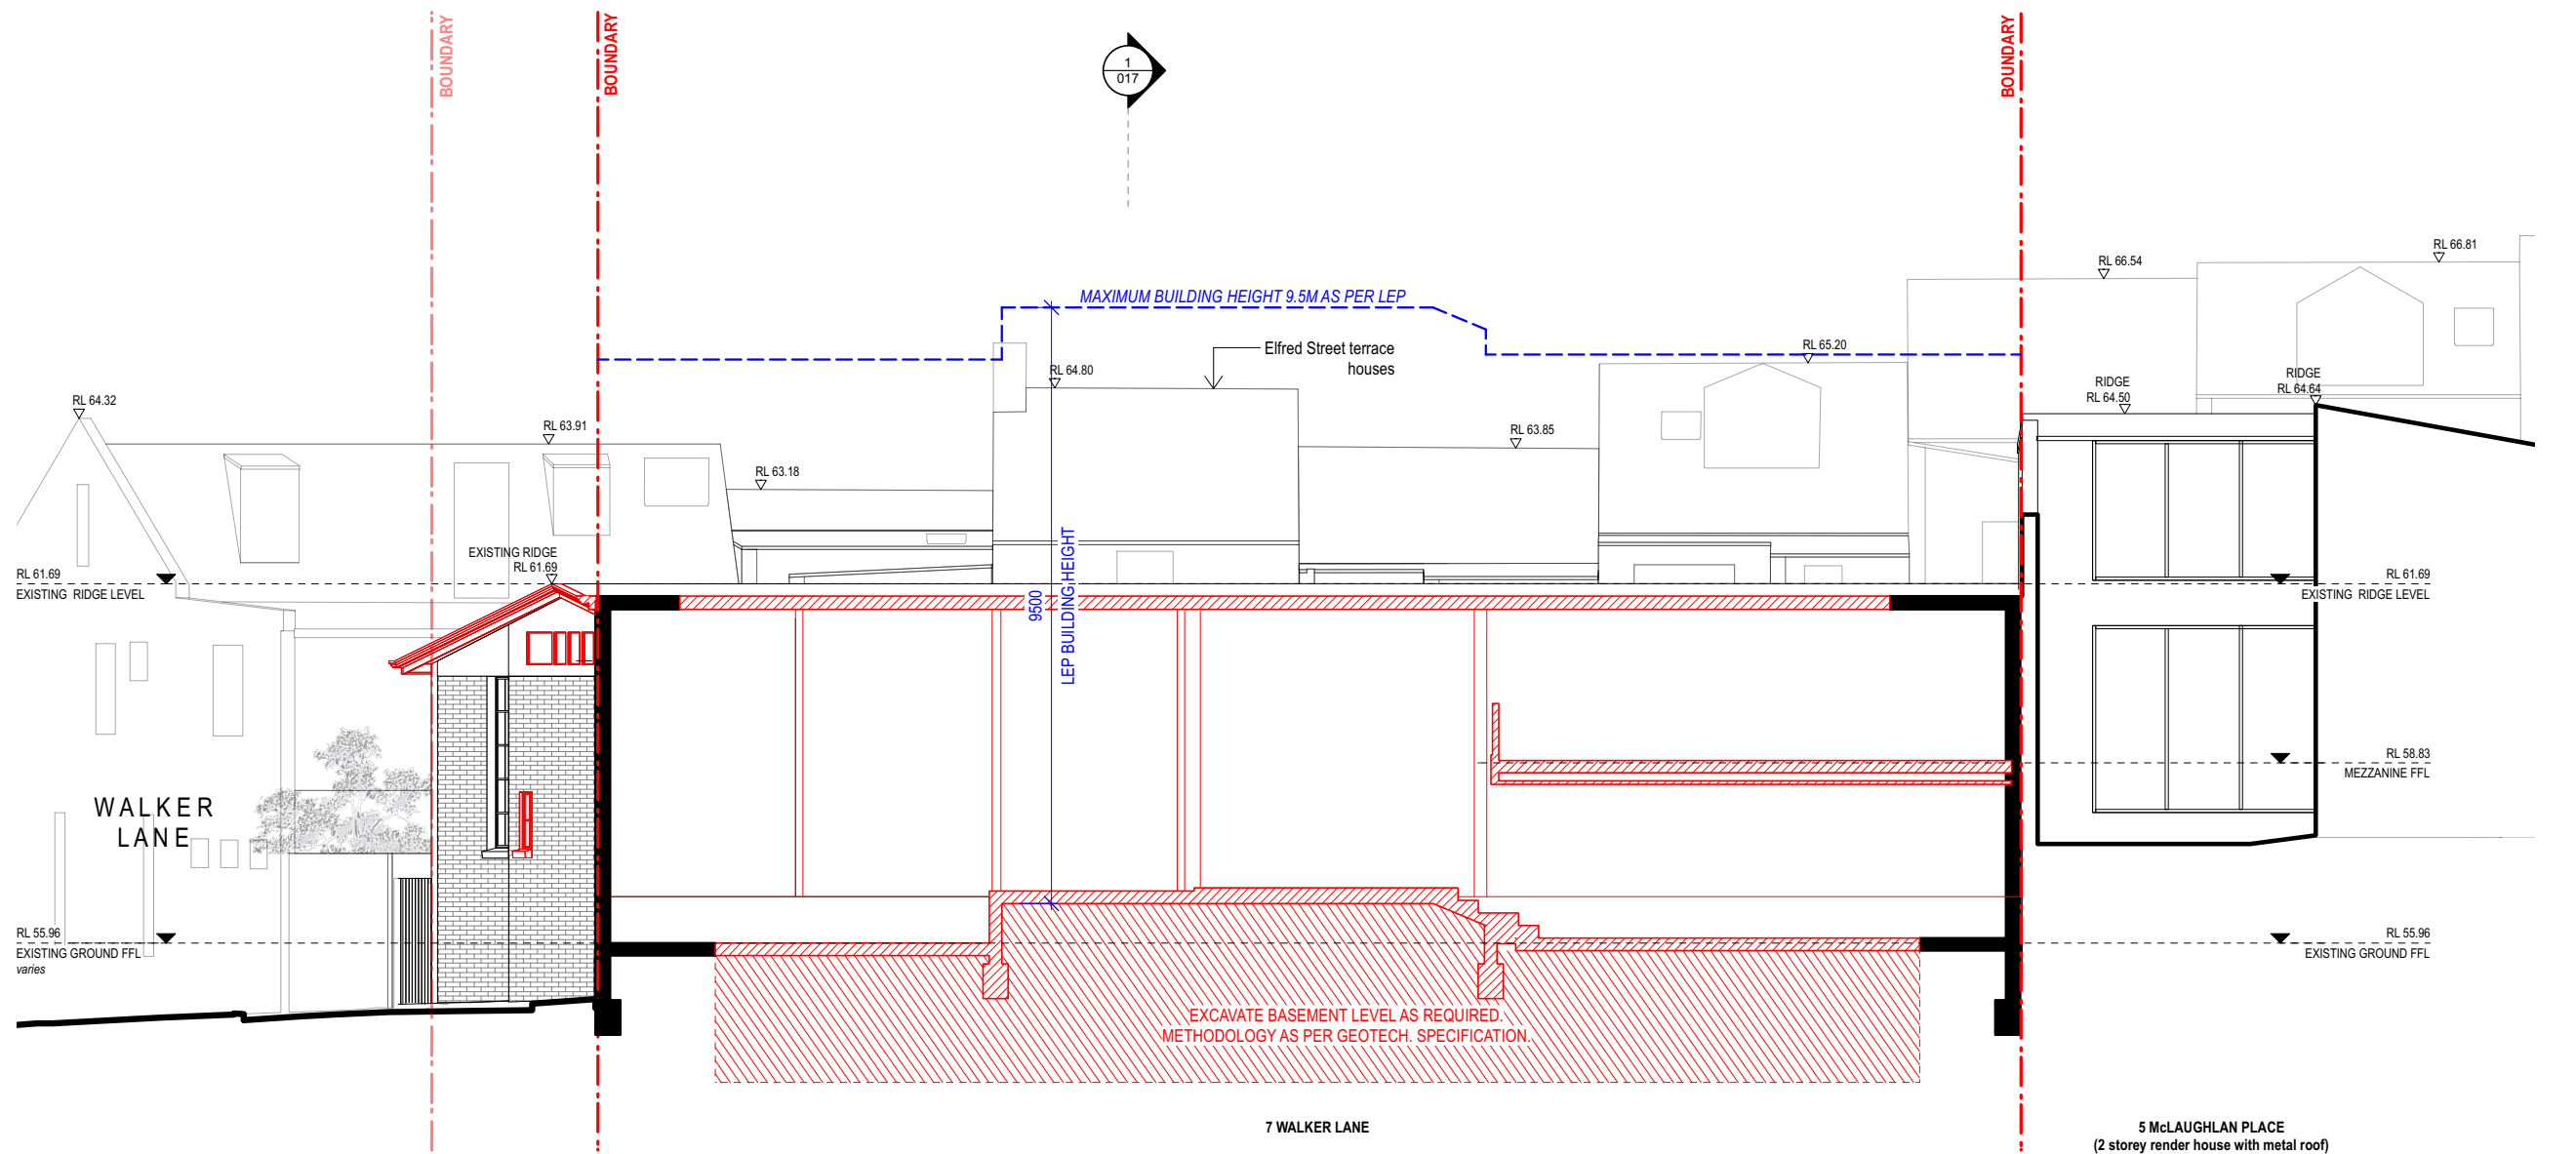 BOUNDARY
BOUNDARY
BOUNDARY
1
017
RL 66.81
RL 66.54
MAXIMUM BUILDING HEIGHT 9.5M AS PER LEP
Elfred Street terrace
houses
RL 65.20
RL 64.80
RIDGE
RL 64.64
RIDGE
RL 64.50
RL 64.32
RL 63.91
RL 63.85
RL 63.18
EXISTING RIDGE
RL 61.69
RL 61.69
EXISTING RIDGE LEVEL
RL 61.69
EXISTING RIDGE LEVEL
9500
LEP BUILDING HEIGHT
RL 58.83
MEZZANINE FFL
WALKER
LANE
RL 55.96
EXISTING GROUND FFL
varies
RL 55.96
EXISTING GROUND FFL
EXCAVATE BASEMENT LEVEL AS REQUIRED.
METHODOLOGY AS PER GEOTECH. SPECIFICATION.
7 WALKER LANE
5 McLAUGHLAN PLACE
(2 storey render house with metal roof)